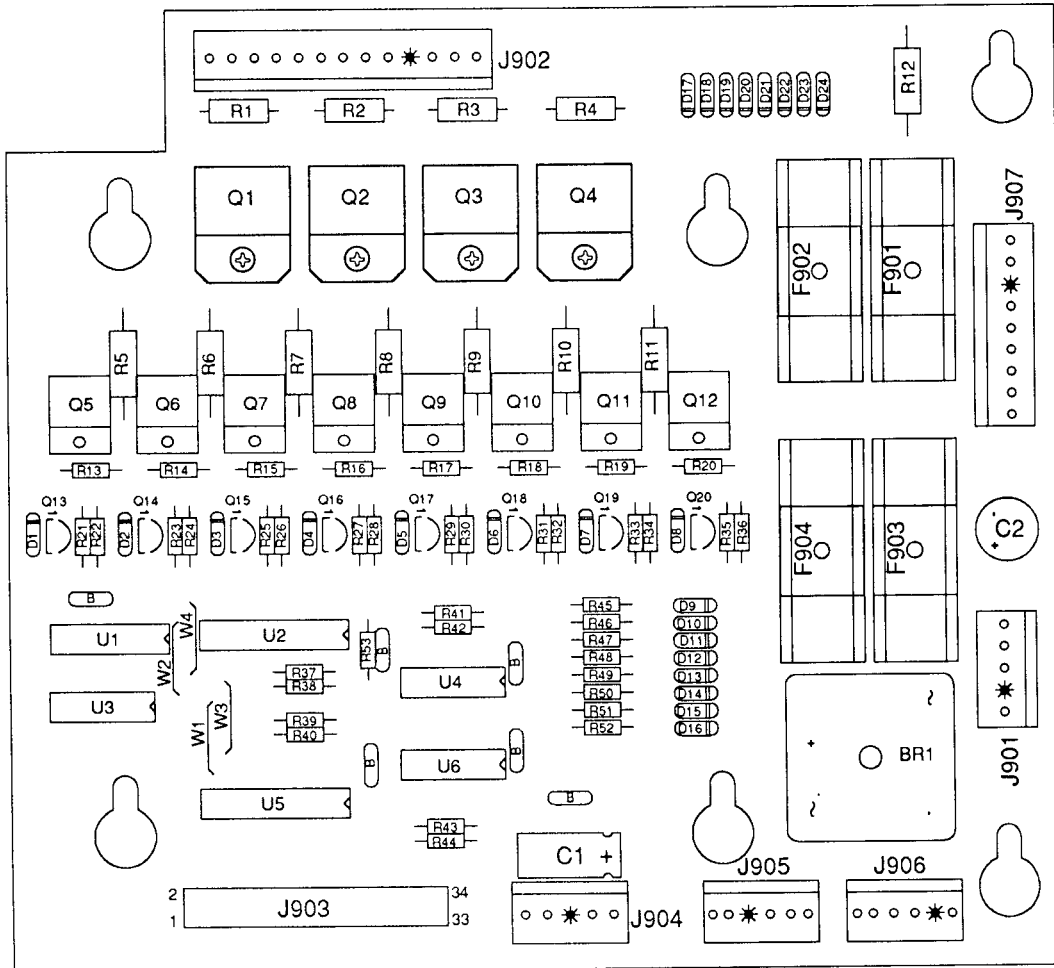 J902
R1 R2 R3 R4
D17 D18 D19 D20 D21 D22 D23 D24
R12
Q1 Q2 Q3 Q4
F902 F901
J907
R5 R6 R7 R8 R9 R10 R11
Q5 Q6 Q7 Q8 Q9 Q10 Q11 Q12
R13 R14 R15 R16 R17 R18 R19 R20
Q13 Q14 Q15 Q16 Q17 Q18 Q19 Q20
D1 R21 R22 D2 R23 R24 D3 R25 R26 D4 R27 R28 D5 R29 R30 D6 R31 R32 D7 R33 R34 D8 R35 R36
F904 F903
- C2 +
B
U1 W2 W4 U2 R53 B
R41
R42
R45 D9
R46 D10
R47 D11
R48 D12
R49 D13
R50 D14
R51 D15
R52 D16
U3 W1 W3
R37
R38
R39
R40
U4 B
U6 B
B
U5
~
+ BR1
~ -
J901
B
R43
R44
C1 +
J905 J906
2 34
J903
1 33
J904